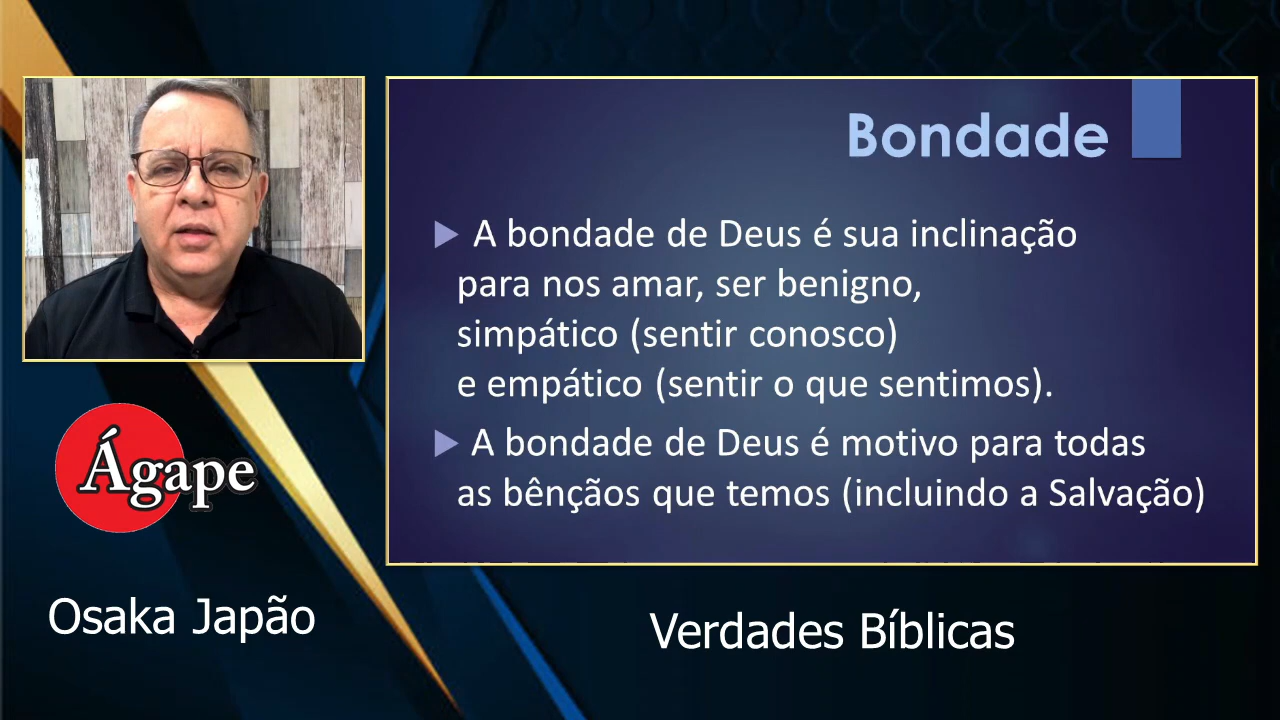 Bondade
A bondade de Deus é sua inclinação
para nos amar, ser benigno,
simpático (sentir conosco)
e empático (sentir o que sentimos).
A bondade de Deus é motivo para todas
as bênçãos que temos (incluindo a Salvação)
Ágape
Osaka Japão
Verdades Bíblicas